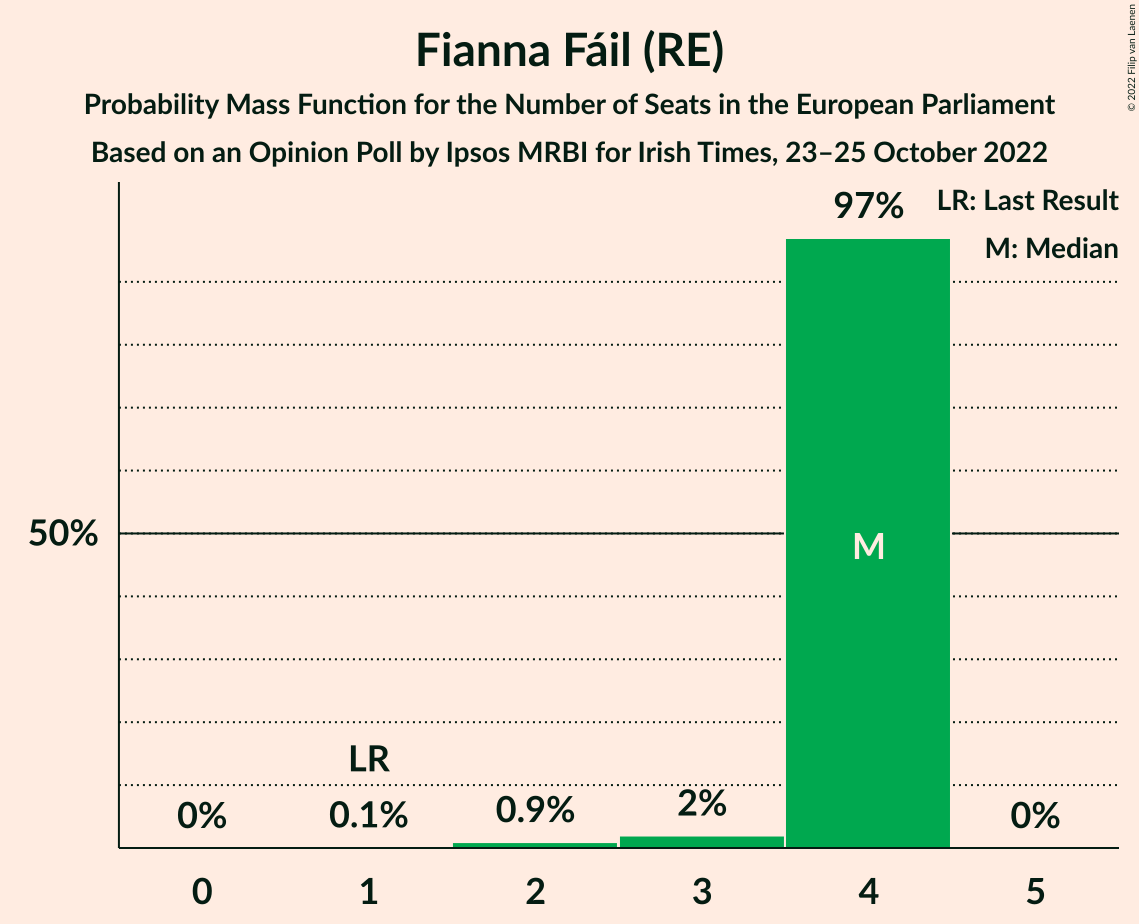 Fianna Fáil (RE)
Probability Mass Function for the Number of Seats in the European Parliament
Based on an Opinion Poll by Ipsos MRBI for Irish Times, 23–25 October 2022
© 2022 Filip van Laenen
LR: Last Result
M: Median
97%
50%
M
LR
0%
0.1%
0.9%
2%
0%
0
1
2
3
4
5